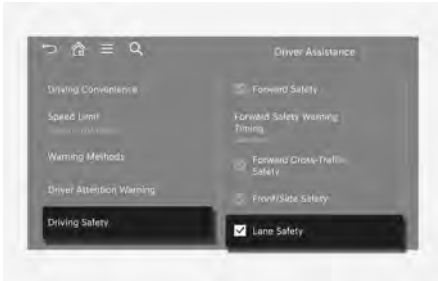 Driver Assistance
Driving Convenience
Speed Limit
Warning Methods
Driver Attention Warning
Driving Safety
Forward Safety
Forward Safety Warning
Timing
Forward Cross-Traffic
Safety
Front/Side Safety
Lane Safety